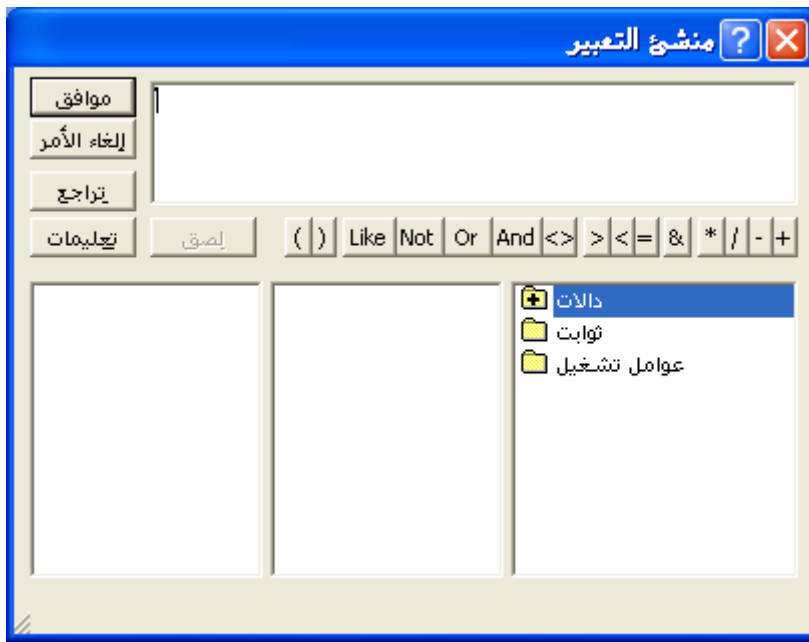 منشئ التعبير
موافق
إلغاء الأمر
تراجع
تعليمات
لصق
( ) Like Not Or And <> > < = & * / - +
دالات
ثوابت
عوامل تشغيل